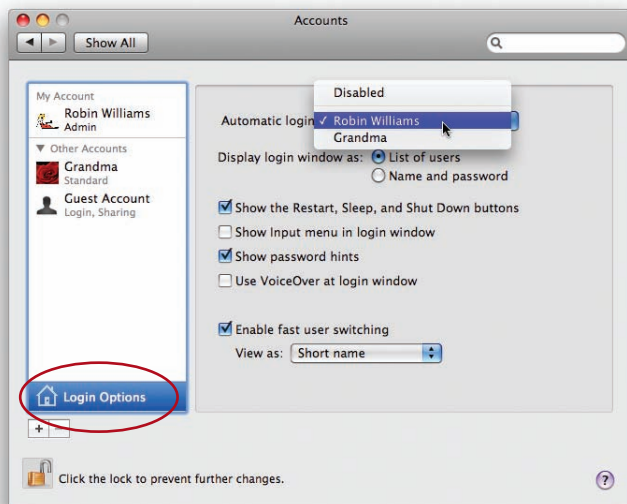 Accounts
Show All
My Account
Robin Williams
Admin
Other Accounts
Grandma
Standard
Guest Account
Login, Sharing
Login Options
+ −
Disabled
Automatic login ✓ Robin Williams
Grandma
Display login window as: List of users
Name and password
Show the Restart, Sleep, and Shut Down buttons
Show Input menu in login window
Show password hints
Use VoiceOver at login window
Enable fast user switching
View as: Short name
Click the lock to prevent further changes.
?